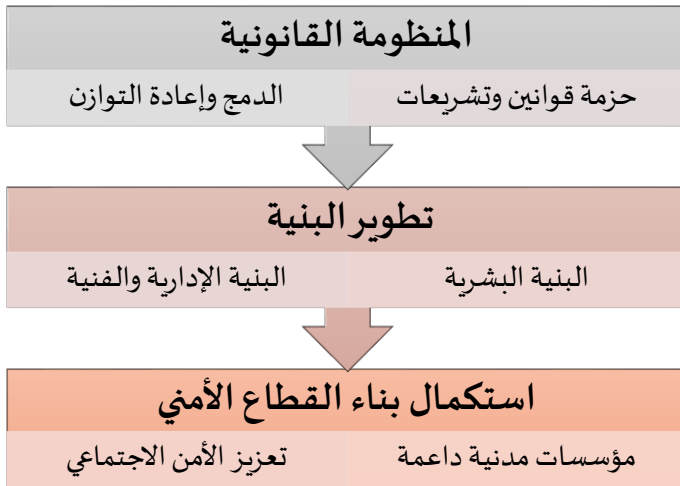 المنظومة القانونية
حزمة قوانين وتشريعات
الدمج وإعادة التوازن
تطوير البنية
البنية البشرية
البنية الإدارية والفنية
استكمال بناء القطاع الأمني
مؤسسات مدنية داعمة
تعزيز الأمن الاجتماعي